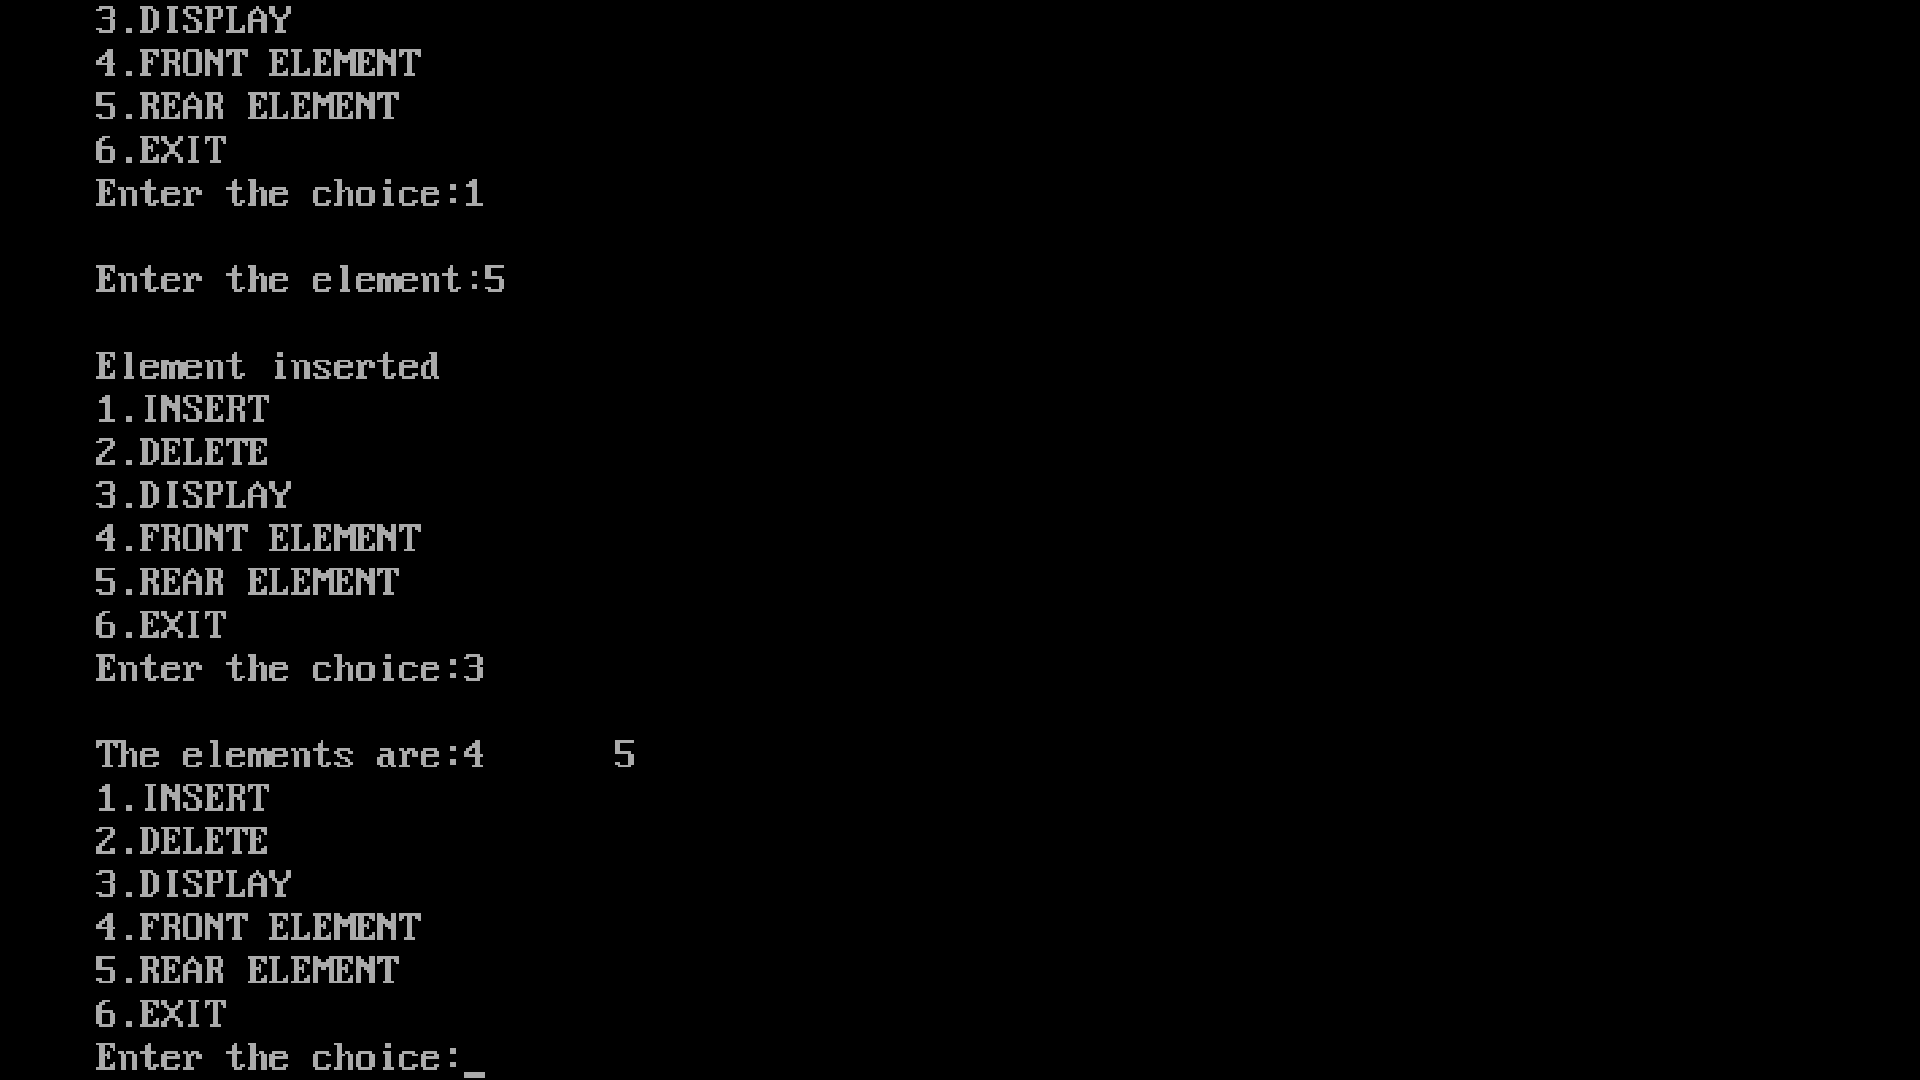 3.DISPLAY
4.FRONT ELEMENT
5.REAR ELEMENT
6.EXIT
Enter the choice:1
Enter the element:5
Element inserted
1.INSERT
2.DELETE
3.DISPLAY
4.FRONT ELEMENT
5.REAR ELEMENT
6.EXIT
Enter the choice:3
The elements are:4      5
1.INSERT
2.DELETE
3.DISPLAY
4.FRONT ELEMENT
5.REAR ELEMENT
6.EXIT
Enter the choice:_